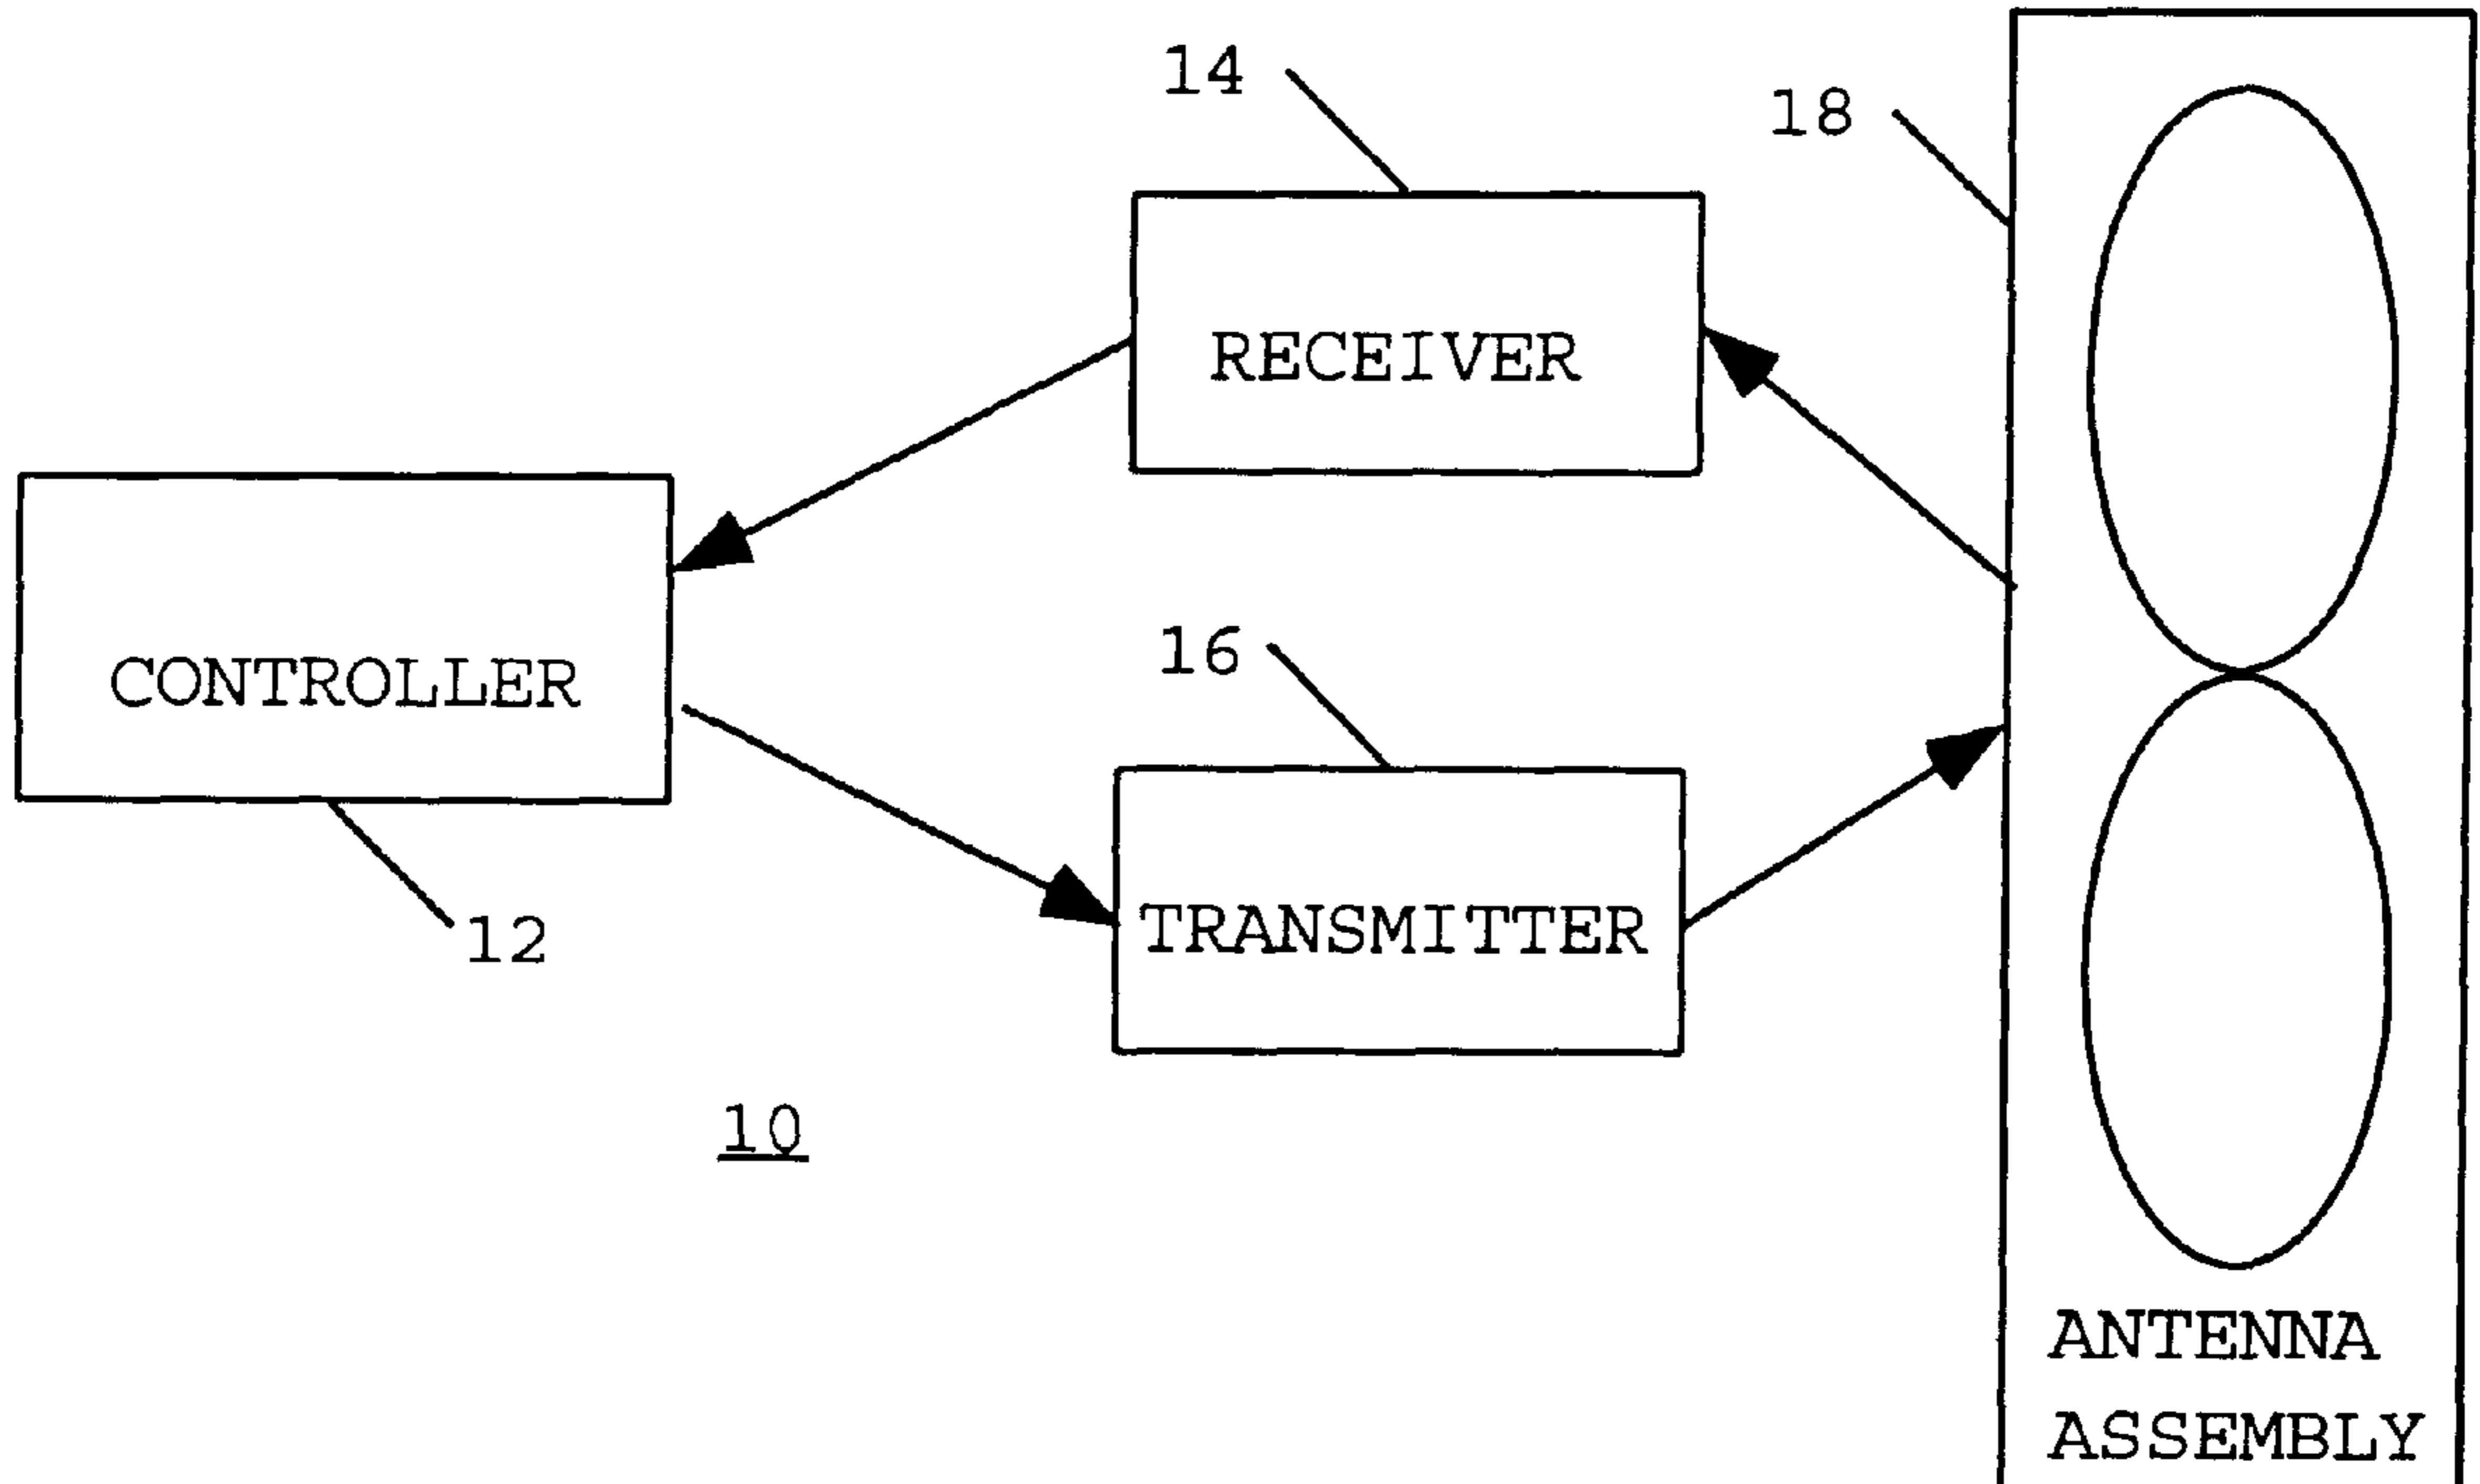 14
18
RECEIVER
CONTROLLER
16
TRANSMITTER
12
10
ANTENNA
ASSEMBLY